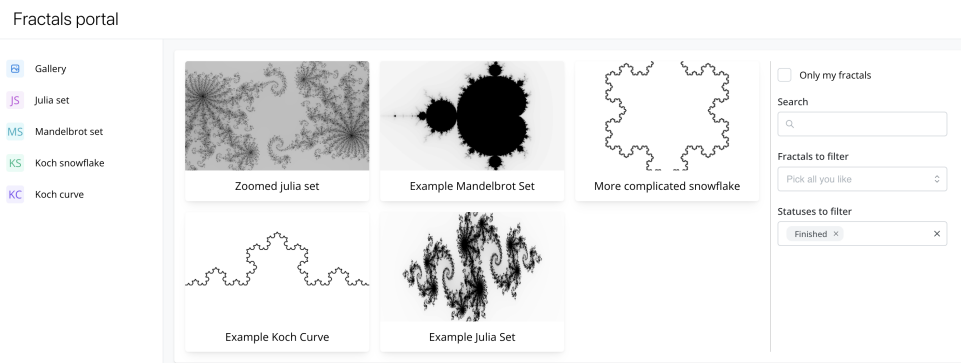 Fractals portal
Gallery
JS Julia set
MS Mandelbrot set
KS Koch snowflake
KC Koch curve
Zoomed julia set
Example Mandelbrot Set
More complicated snowflake
Example Koch Curve
Example Julia Set
Only my fractals
Search
Fractals to filter
Pick all you like
Statuses to filter
Finished ×